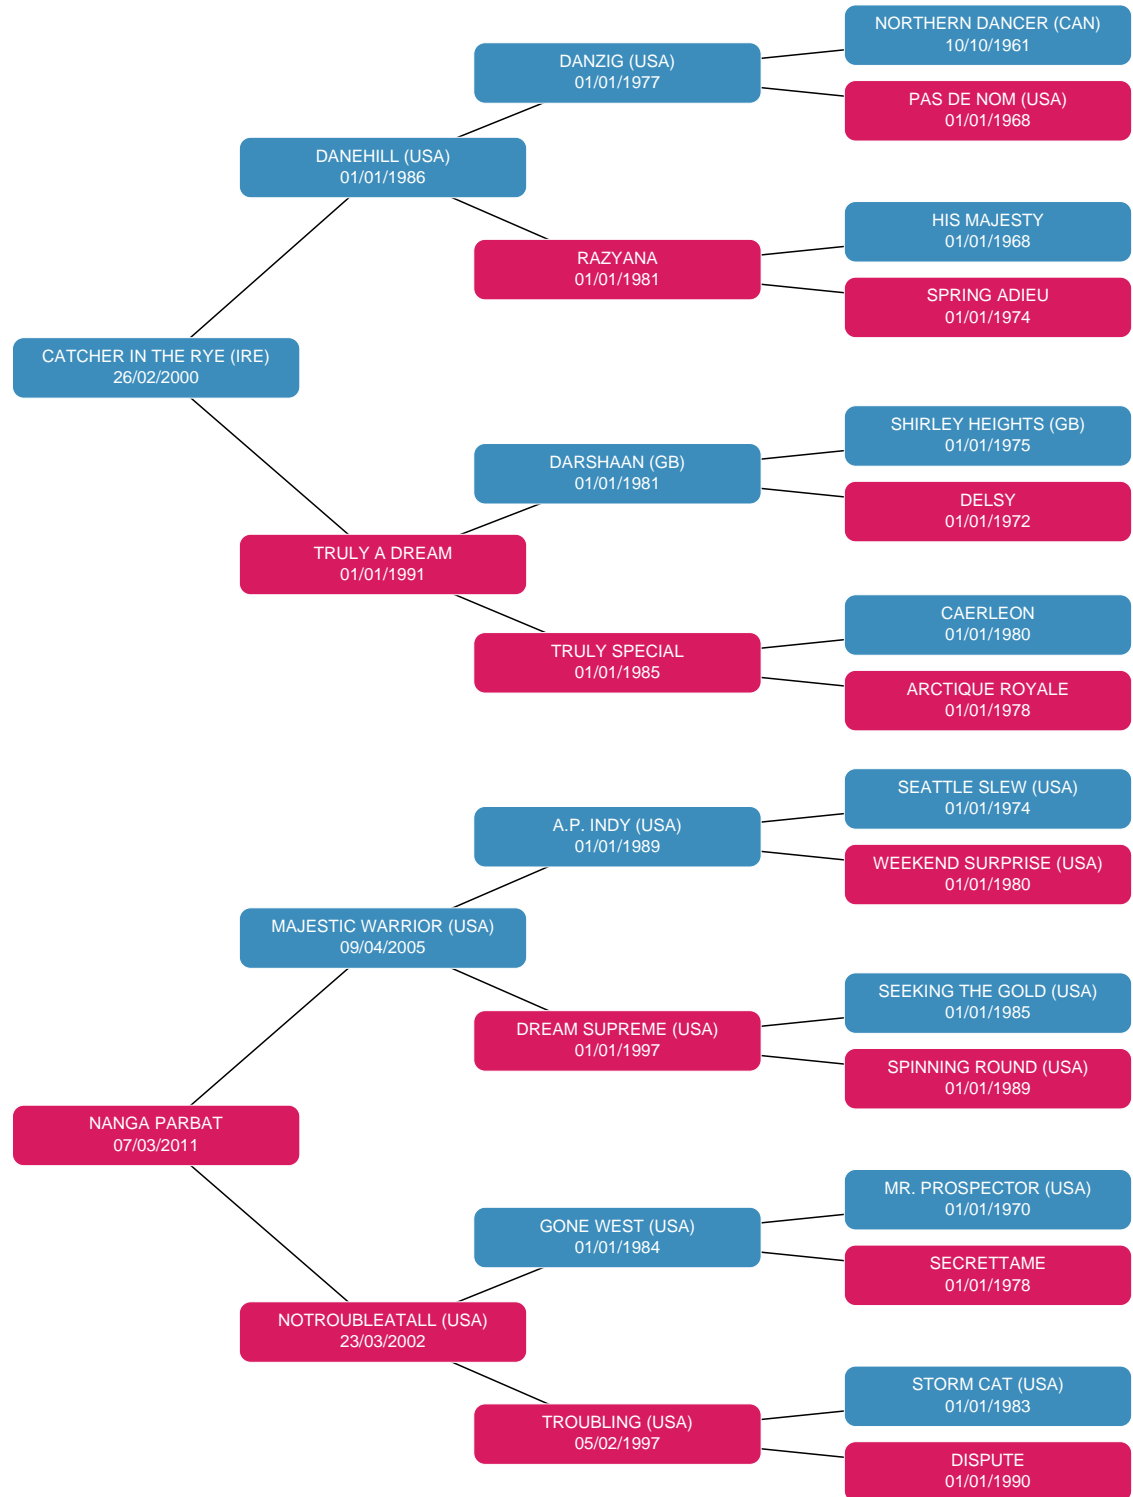 NORTHERN DANCER (CAN)
10/10/1961
DANZIG (USA)
01/01/1977
PAS DE NOM (USA)
01/01/1968
DANEHILL (USA)
01/01/1986
HIS MAJESTY
01/01/1968
RAZYANA
01/01/1981
SPRING ADIEU
01/01/1974
CATCHER IN THE RYE (IRE)
26/02/2000
SHIRLEY HEIGHTS (GB)
01/01/1975
DARSHAAN (GB)
01/01/1981
DELSY
01/01/1972
TRULY A DREAM
01/01/1991
CAERLEON
01/01/1980
TRULY SPECIAL
01/01/1985
ARCTIQUE ROYALE
01/01/1978
SEATTLE SLEW (USA)
01/01/1974
A.P. INDY (USA)
01/01/1989
WEEKEND SURPRISE (USA)
01/01/1980
MAJESTIC WARRIOR (USA)
09/04/2005
SEEKING THE GOLD (USA)
01/01/1985
DREAM SUPREME (USA)
01/01/1997
SPINNING ROUND (USA)
01/01/1989
NANGA PARBAT
07/03/2011
MR. PROSPECTOR (USA)
01/01/1970
GONE WEST (USA)
01/01/1984
SECRETTAME
01/01/1978
NOTROUBLEATALL (USA)
23/03/2002
STORM CAT (USA)
01/01/1983
TROUBLING (USA)
05/02/1997
DISPUTE
01/01/1990